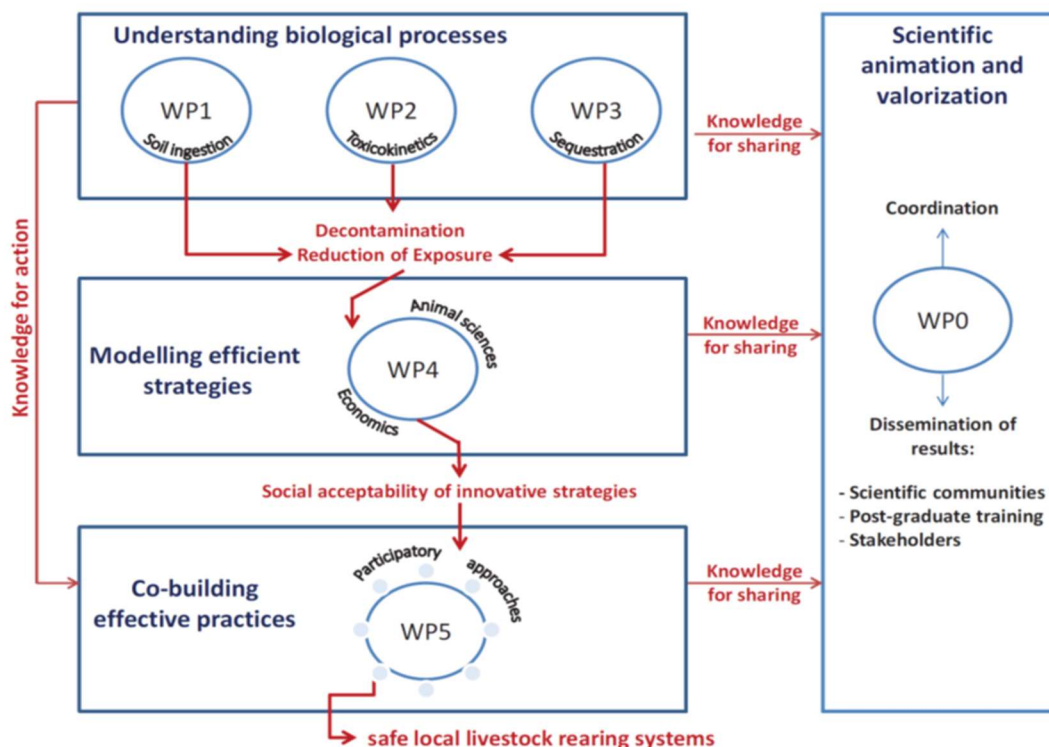 Understanding biological processes
WP1
Soil ingestion
WP2
Toxicokinetics
WP3
Sequestration
Knowledge
for sharing
Decontamination
Reduction of Exposure
Knowledge for action
Modelling efficient
strategies
WP4
Animal sciences
Economics
Knowledge
for sharing
Social acceptability of innovative strategies
Co-building
effective practices
Participatory
approaches
WP5
Knowledge
for sharing
safe local livestock rearing systems
Scientific
animation and
valorization
Coordination
WP0
Dissemination of
results:
- Scientific communities
- Post-graduate training
- Stakeholders